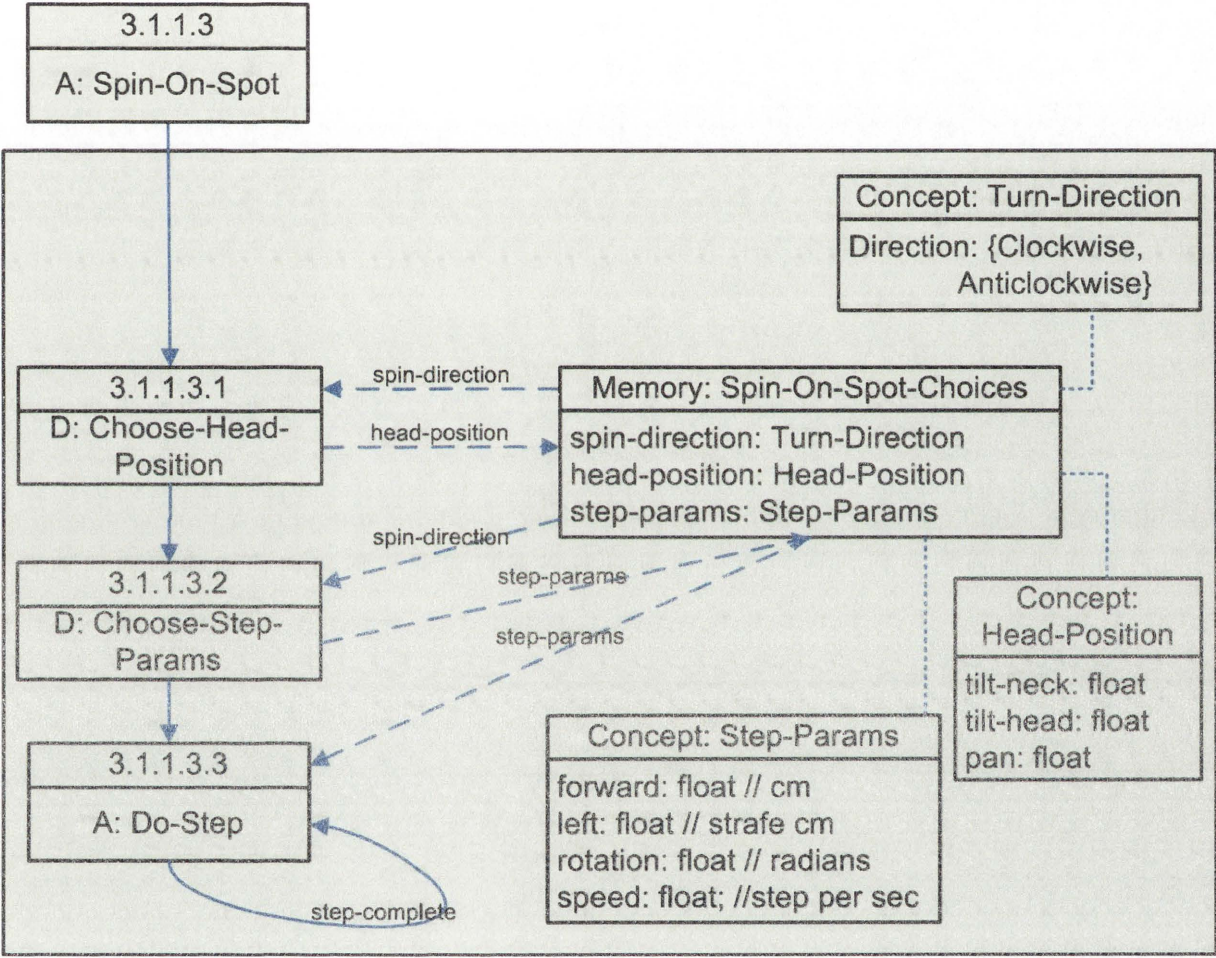 3.1.1.3
A: Spin-On-Spot
Concept: Turn-Direction
Direction: {Clockwise,
Anticlockwise}
3.1.1.3.1
D: Choose-Head-
Position
spin-direction
head-position
Memory: Spin-On-Spot-Choices
spin-direction: Turn-Direction
head-position: Head-Position
step-params: Step-Params
spin-direction
step-params
step-params
3.1.1.3.2
D: Choose-Step-
Params
Concept:
Head-Position
tilt-neck: float
tilt-head: float
pan: float
3.1.1.3.3
A: Do-Step
step-complete
Concept: Step-Params
forward: float // cm
left: float // strafe cm
rotation: float // radians
speed: float; //step per sec